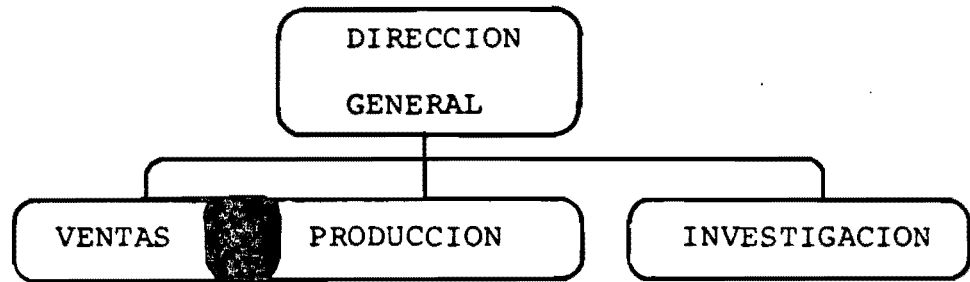 DIRECCION
GENERAL
VENTAS PRODUCCION INVESTIGACION